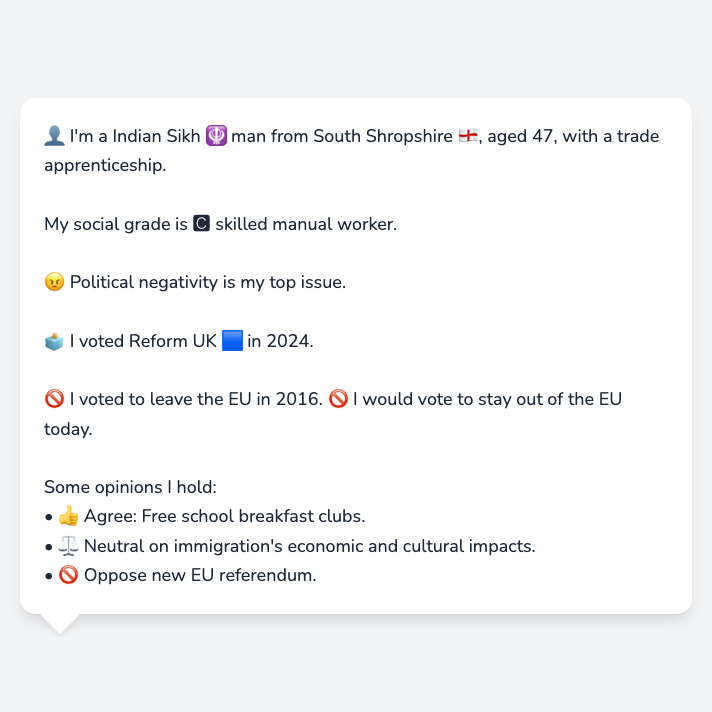 👤 I'm a Indian Sikh 🪯 man from South Shropshire 🏴󠁧󠁢󠁥󠁮󠁧󠁿, aged 47, with a trade
apprenticeship.
My social grade is 🅲 skilled manual worker.
😠 Political negativity is my top issue.
🗳️ I voted Reform UK 🟦 in 2024.
🚫 I voted to leave the EU in 2016. 🚫 I would vote to stay out of the EU
today.
Some opinions I hold:
• 👍 Agree: Free school breakfast clubs.
• ⚖️ Neutral on immigration's economic and cultural impacts.
• 🚫 Oppose new EU referendum.